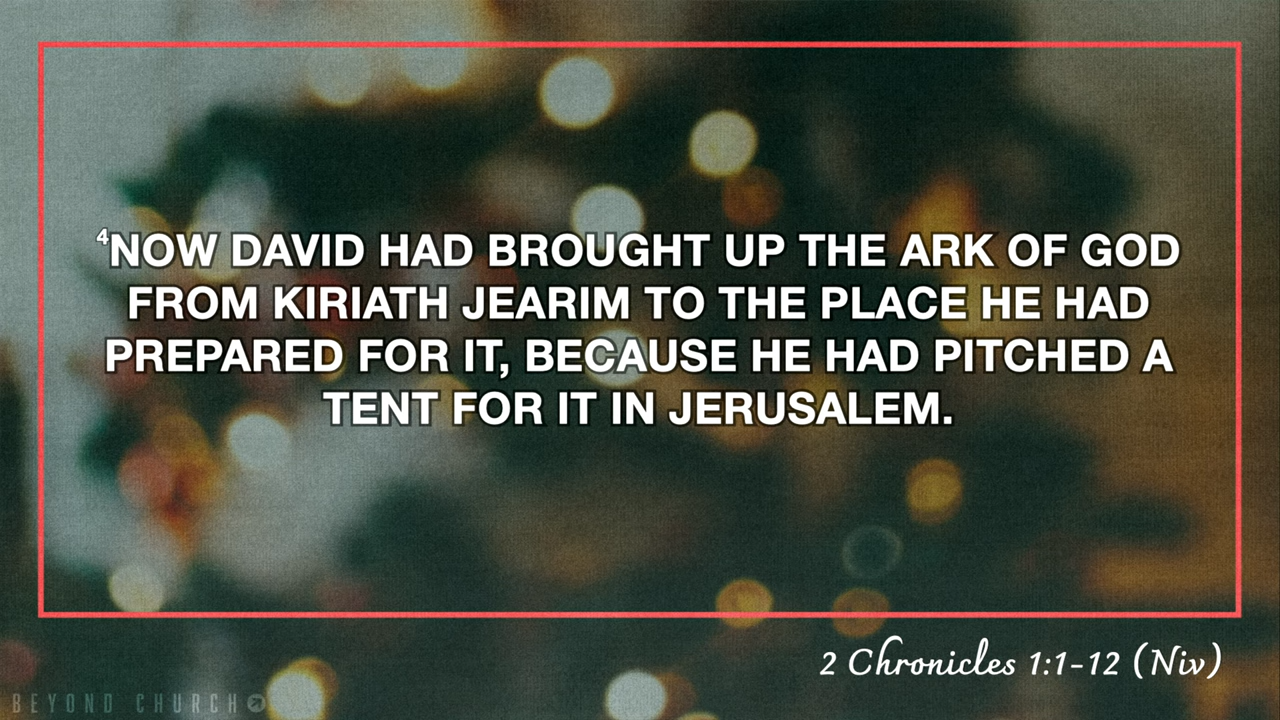 ⁴NOW DAVID HAD BROUGHT UP THE ARK OF GOD
FROM KIRIATH JEARIM TO THE PLACE HE HAD
PREPARED FOR IT, BECAUSE HE HAD PITCHED A
TENT FOR IT IN JERUSALEM.
2 Chronicles 1:1-12 (Niv)
BEYOND CHURCH